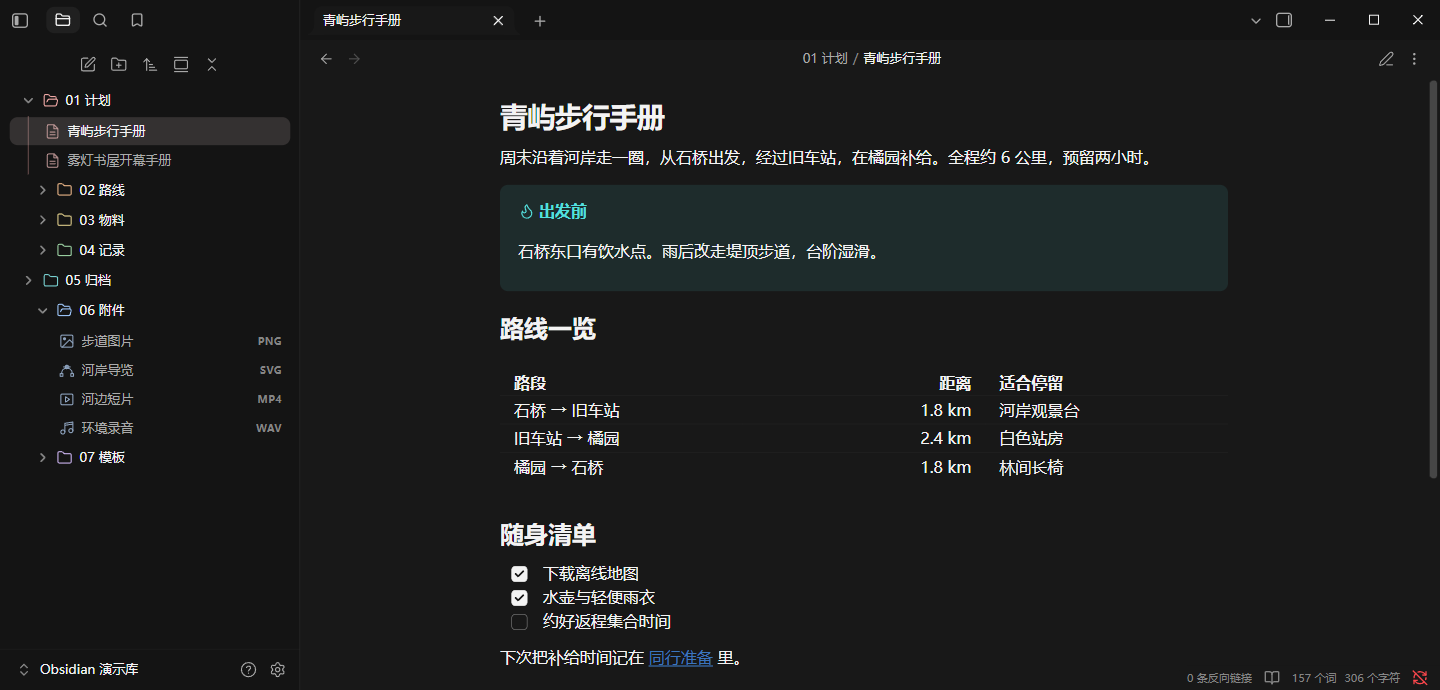 青屿步行手册
01 计划 / 青屿步行手册
01 计划
青屿步行手册
雾灯书屋开幕手册
02 路线
03 物料
04 记录
05 归档
06 附件
步道图片 PNG
河岸导览 SVG
河边短片 MP4
环境录音 WAV
07 模板
Obsidian 演示库
青屿步行手册
周末沿着河岸走一圈，从石桥出发，经过旧车站，在橘园补给。全程约 6 公里，预留两小时。
出发前
石桥东口有饮水点。雨后改走堤顶步道，台阶湿滑。
路线一览
路段 距离 适合停留
石桥 → 旧车站 1.8 km 河岸观景台
旧车站 → 橘园 2.4 km 白色站房
橘园 → 石桥 1.8 km 林间长椅
随身清单
下载离线地图
水壶与轻便雨衣
约好返程集合时间
下次把补给时间记在 同行准备 里。
0 条反向链接 157 个词 306 个字符